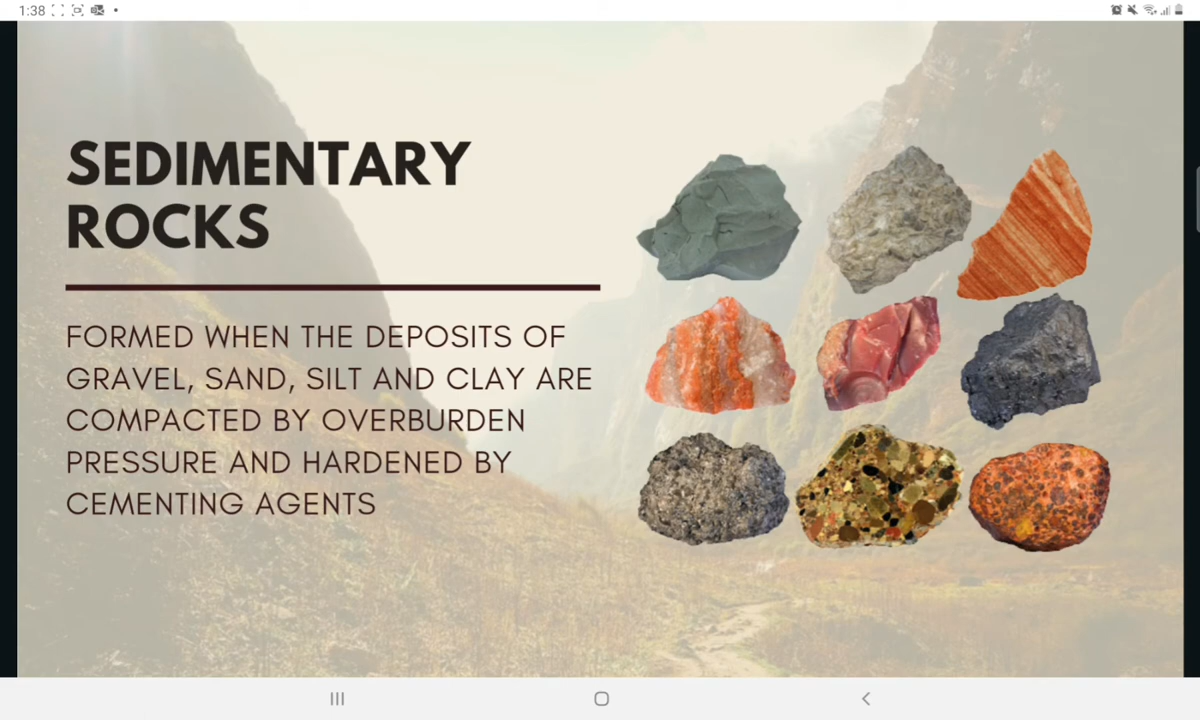 1:38
SEDIMENTARY
ROCKS
FORMED WHEN THE DEPOSITS OF
GRAVEL, SAND, SILT AND CLAY ARE
COMPACTED BY OVERBURDEN
PRESSURE AND HARDENED BY
CEMENTING AGENTS